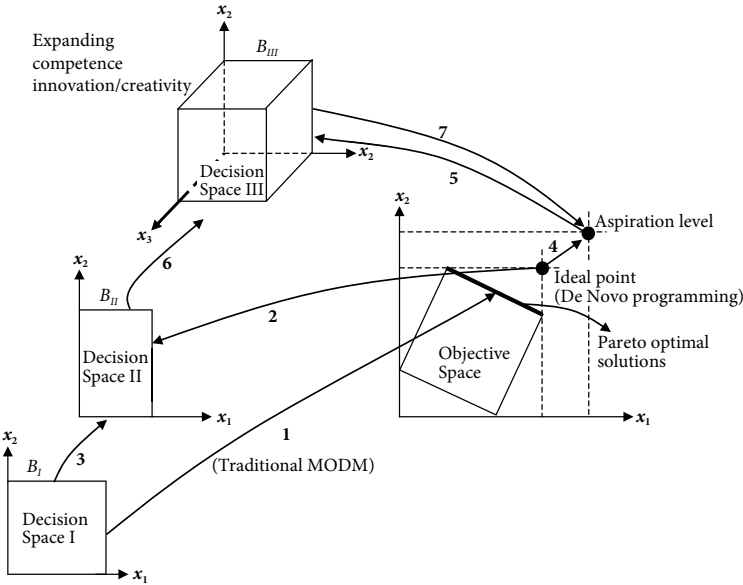 x2
Expanding
competence
innovation/creativity
BIII
7
x2
Decision
Space III
5
x2
Aspiration level
x3
4
6
x2
Ideal point
(De Novo programming)
BII
2
Decision
Space II
Pareto optimal
solutions
Objective
Space
x1
x1
1
x2
3
(Traditional MODM)
BI
Decision
Space I
x1